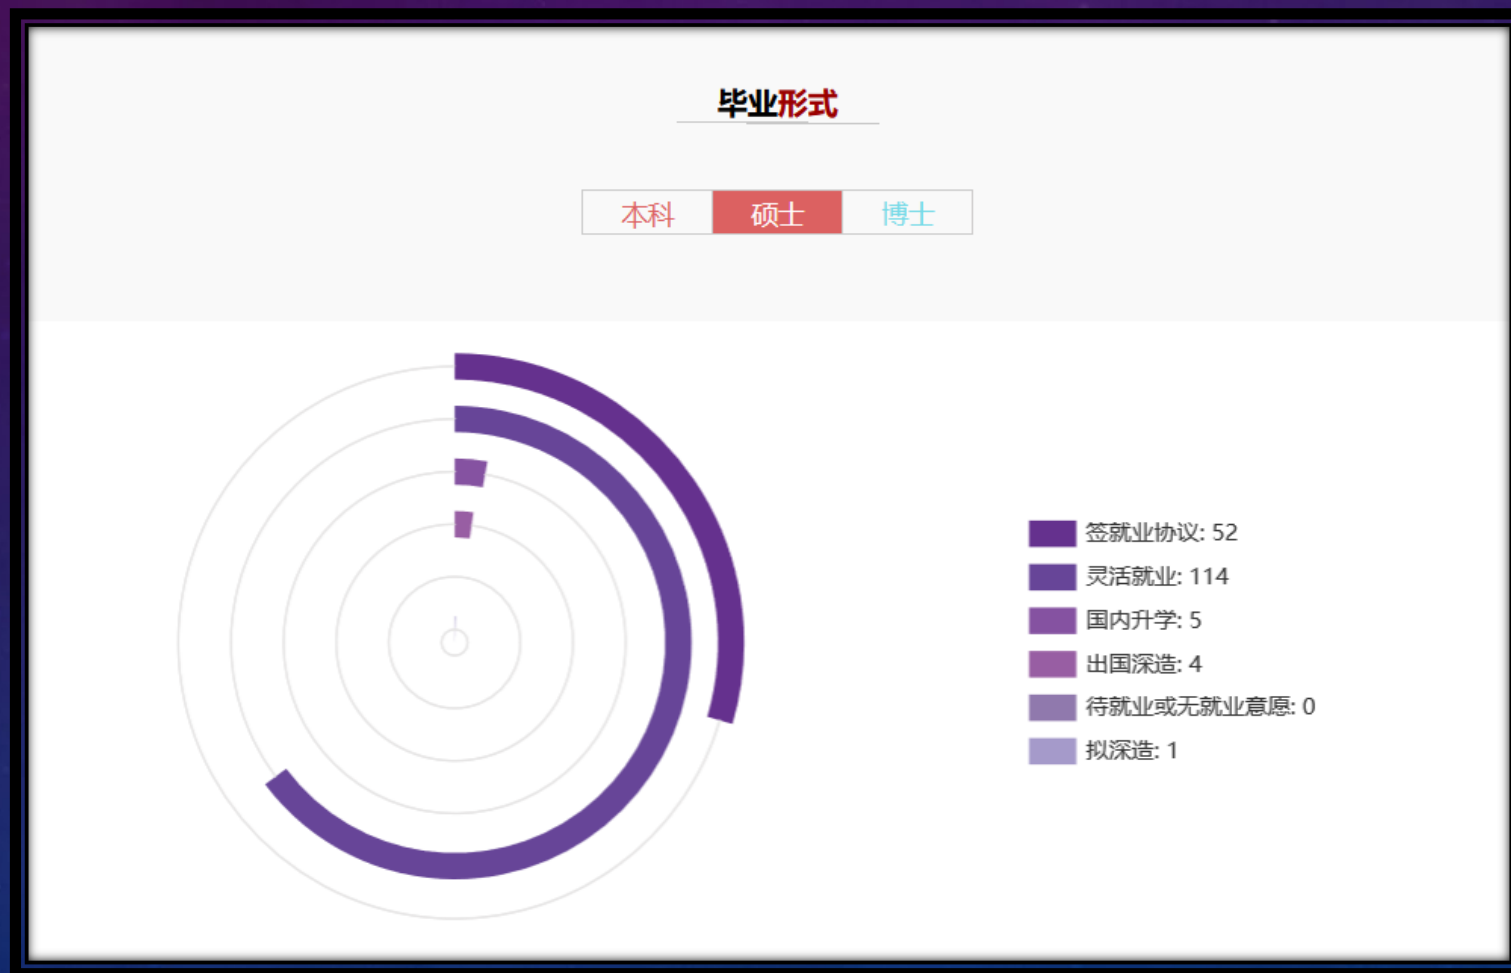 毕业形式
本科 硕士 博士
签就业协议: 52
灵活就业: 114
国内升学: 5
出国深造: 4
待就业或无就业意愿: 0
拟深造: 1